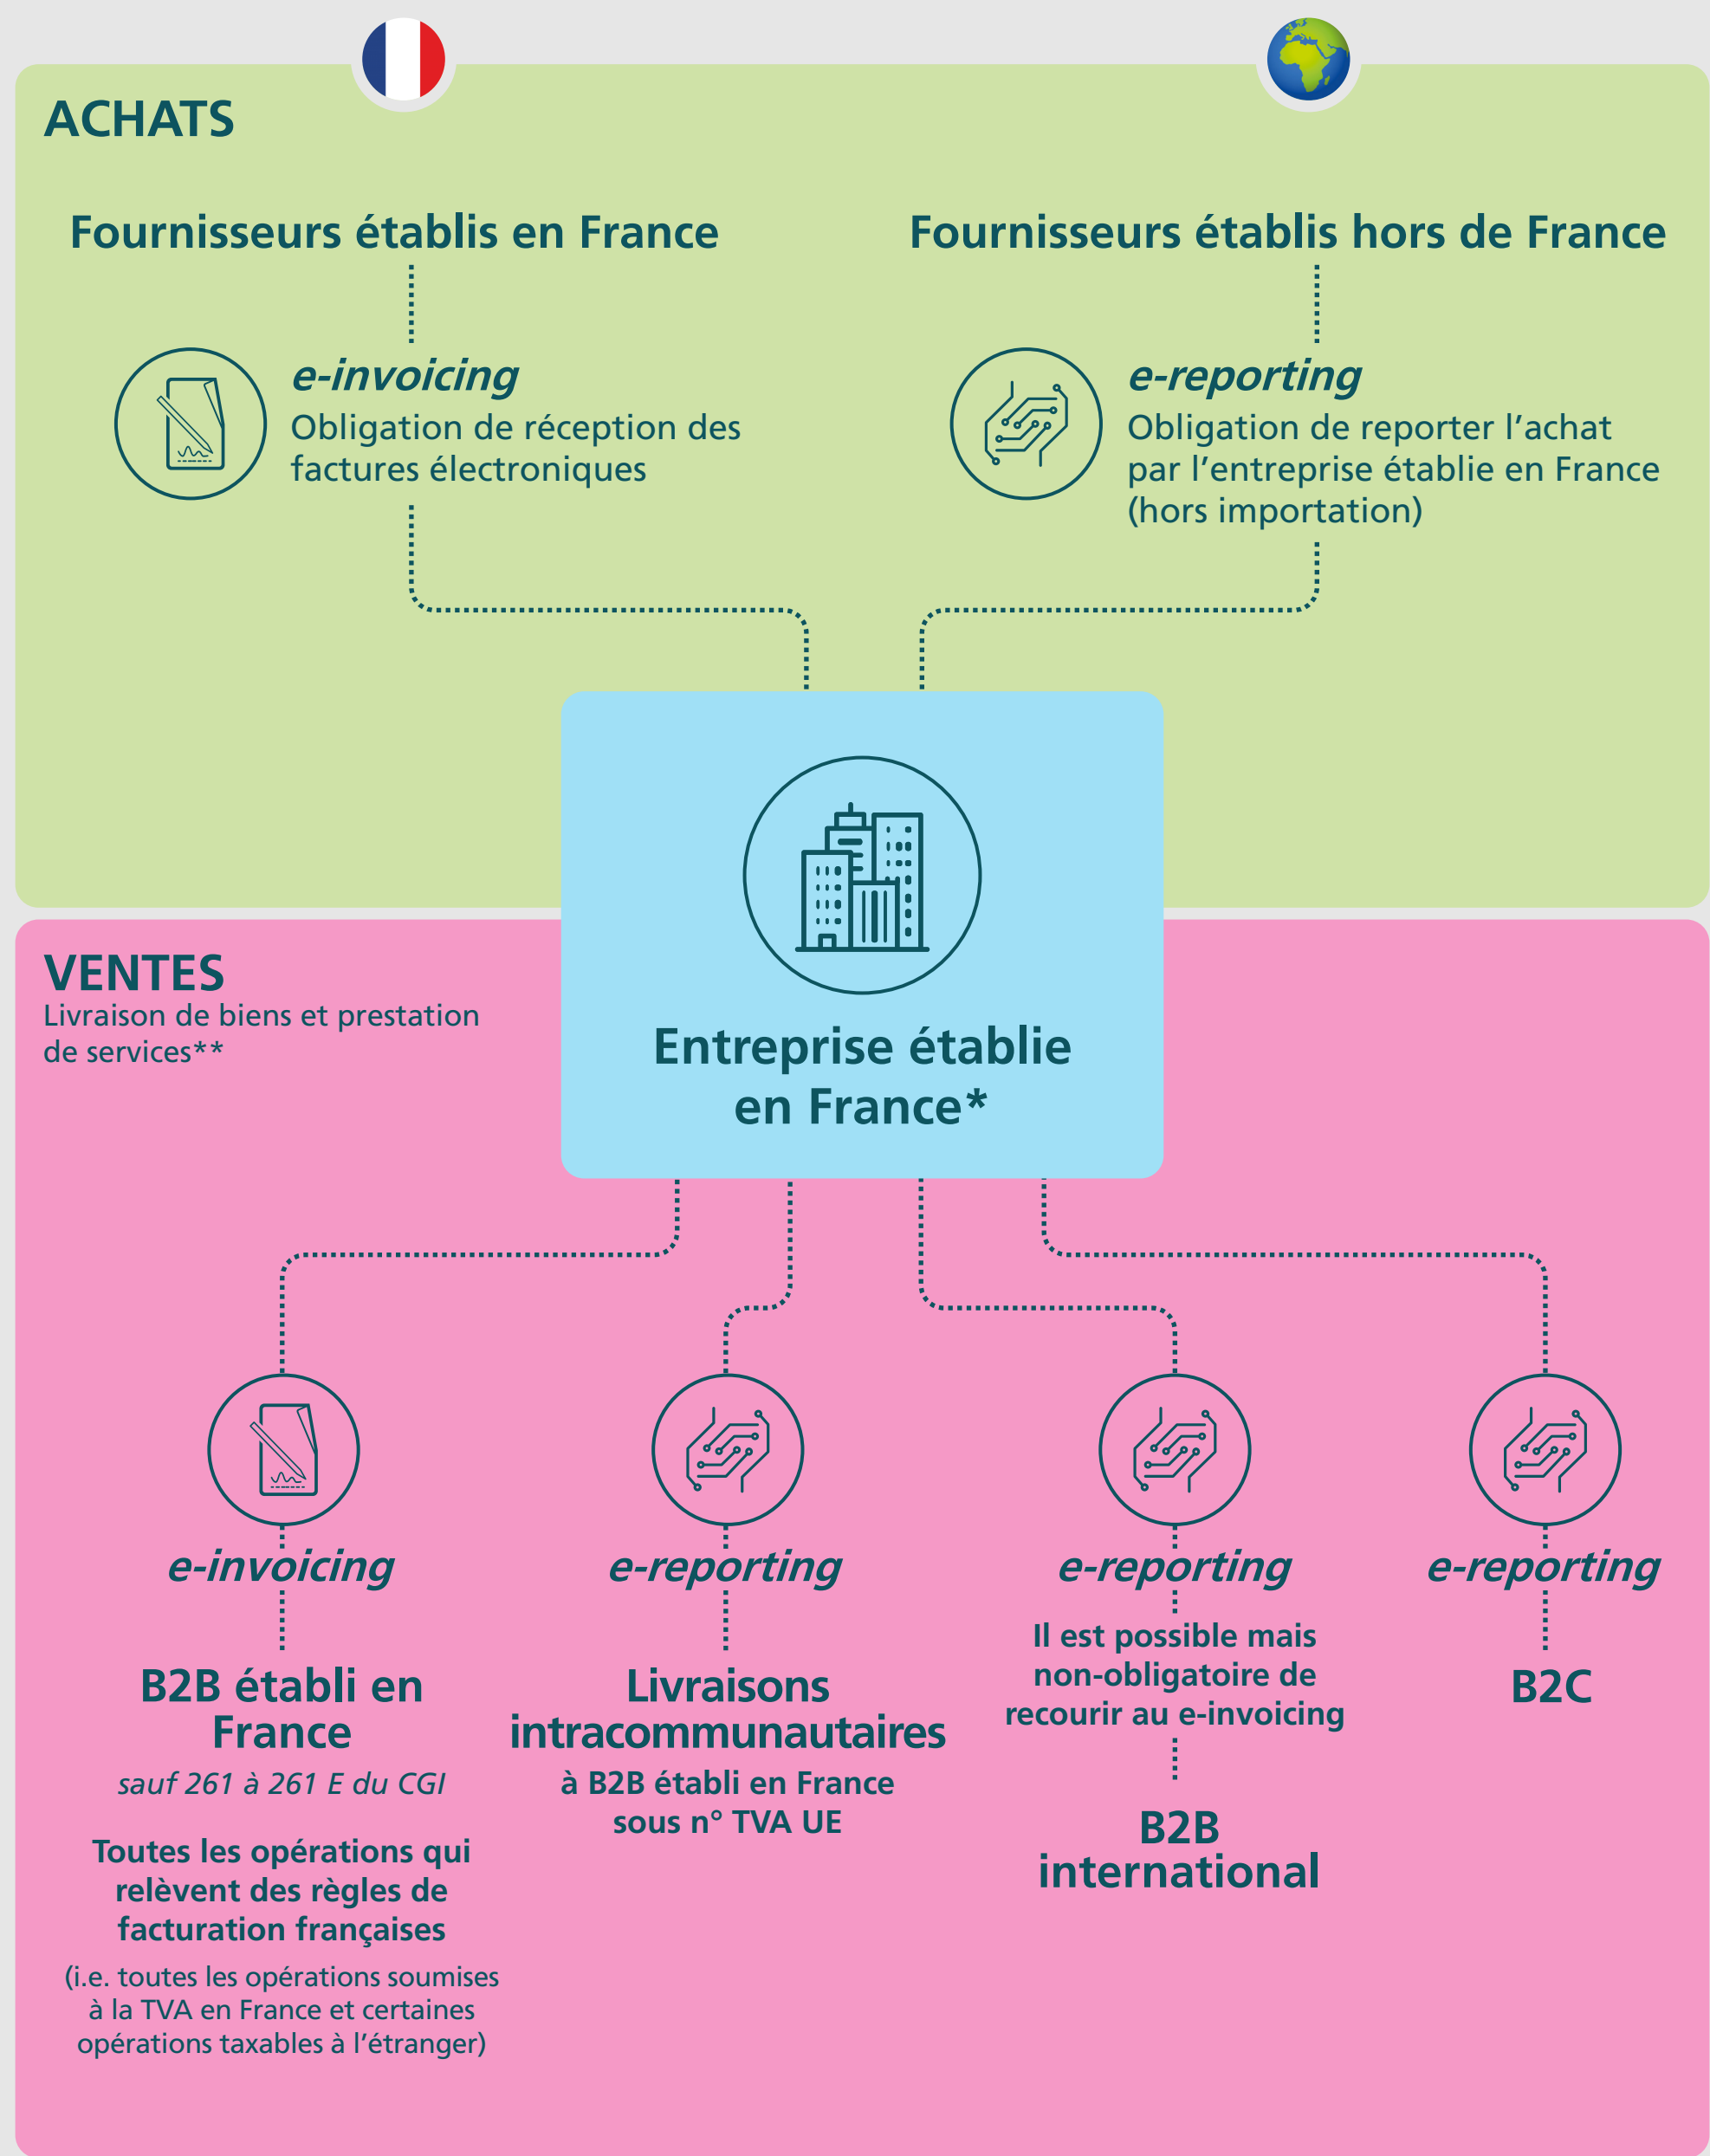 ACHATS
Fournisseurs établis en France
e-invoicing
Obligation de réception des
factures électroniques
Fournisseurs établis hors de France
e-reporting
Obligation de reporter l’achat
par l’entreprise établie en France
(hors importation)
Entreprise établie
en France*
VENTES
Livraison de biens et prestation
de services**
e-invoicing
B2B établi en
France
sauf 261 à 261 E du CGI
Toutes les opérations qui
relèvent des règles de
facturation françaises
(i.e. toutes les opérations soumises
à la TVA en France et certaines
opérations taxables à l’étranger)
e-reporting
Livraisons
intracommunautaires
à B2B établi en France
sous n° TVA UE
e-reporting
Il est possible mais
non-obligatoire de
recourir au e-invoicing
B2B
international
e-reporting
B2C